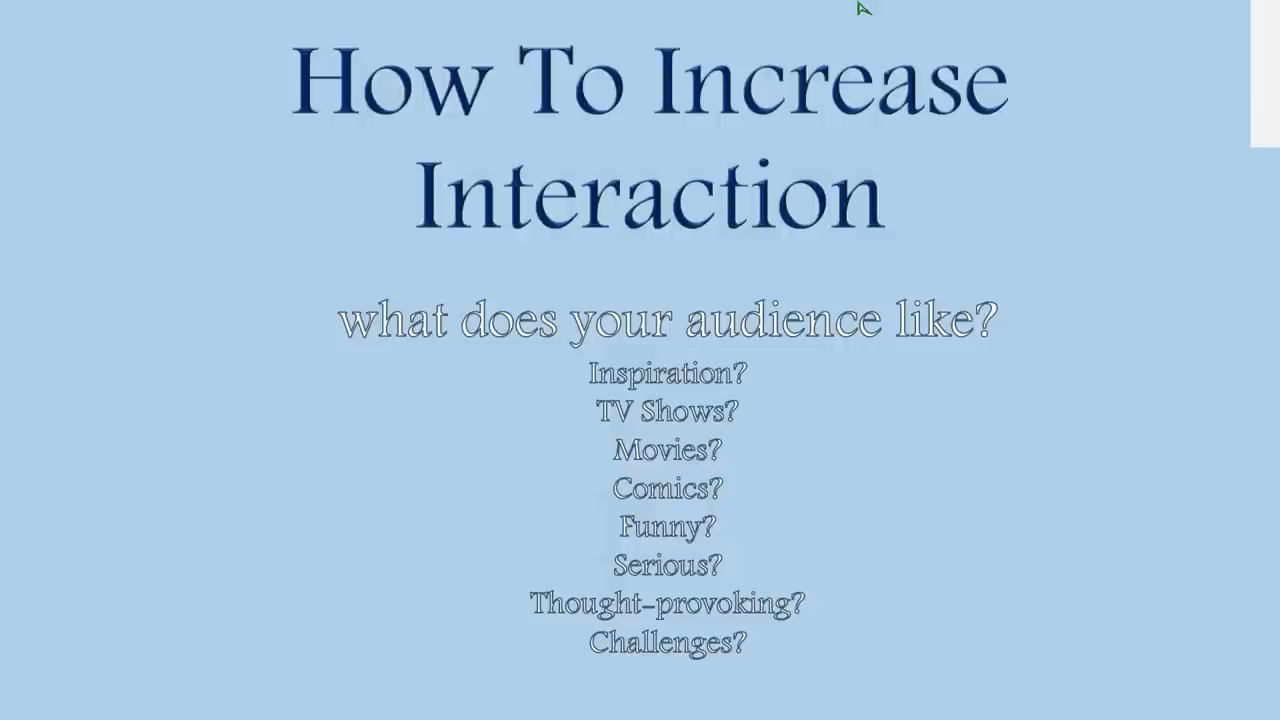 How To Increase
Interaction
what does your audience like?
Inspiration?
TV Shows?
Movies?
Comics?
Funny?
Serious?
Thought-provoking?
Challenges?